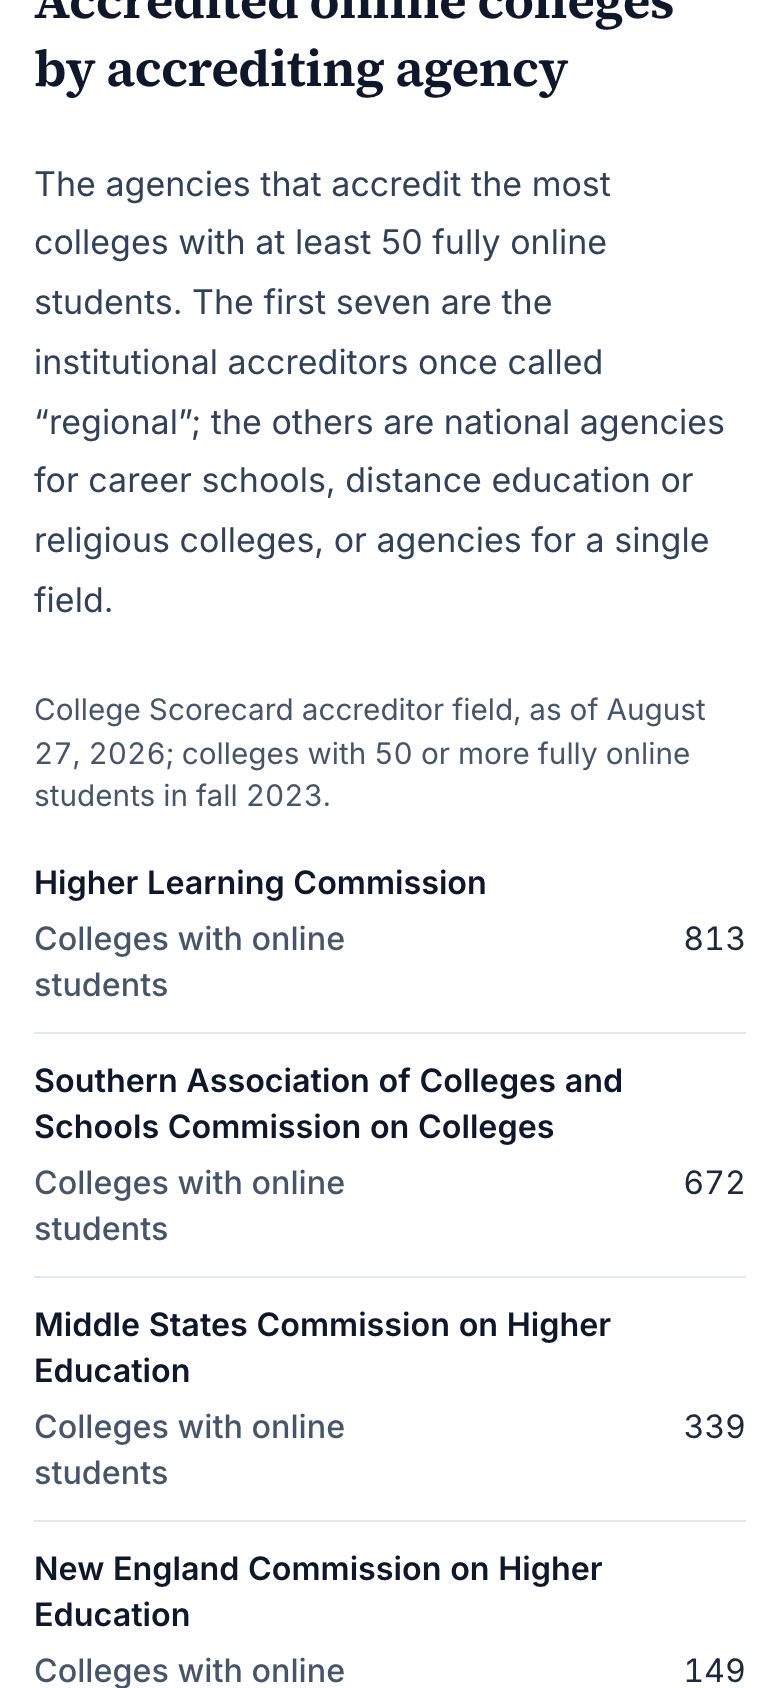 Accredited online colleges
by accrediting agency
The agencies that accredit the most
colleges with at least 50 fully online
students. The first seven are the
institutional accreditors once called
“regional”; the others are national agencies
for career schools, distance education or
religious colleges, or agencies for a single
field.
College Scorecard accreditor field, as of August
27, 2026; colleges with 50 or more fully online
students in fall 2023.
Higher Learning Commission
Colleges with online 813
students
Southern Association of Colleges and
Schools Commission on Colleges
Colleges with online 672
students
Middle States Commission on Higher
Education
Colleges with online 339
students
New England Commission on Higher
Education
Colleges with online 149